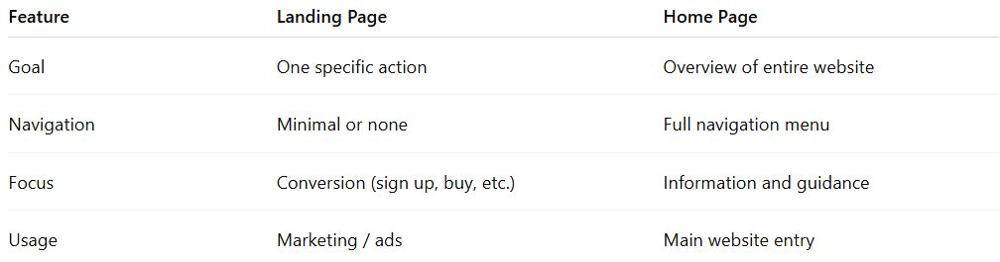 Feature Landing Page Home Page
Goal One specific action Overview of entire website
Navigation Minimal or none Full navigation menu
Focus Conversion (sign up, buy, etc.) Information and guidance
Usage Marketing / ads Main website entry